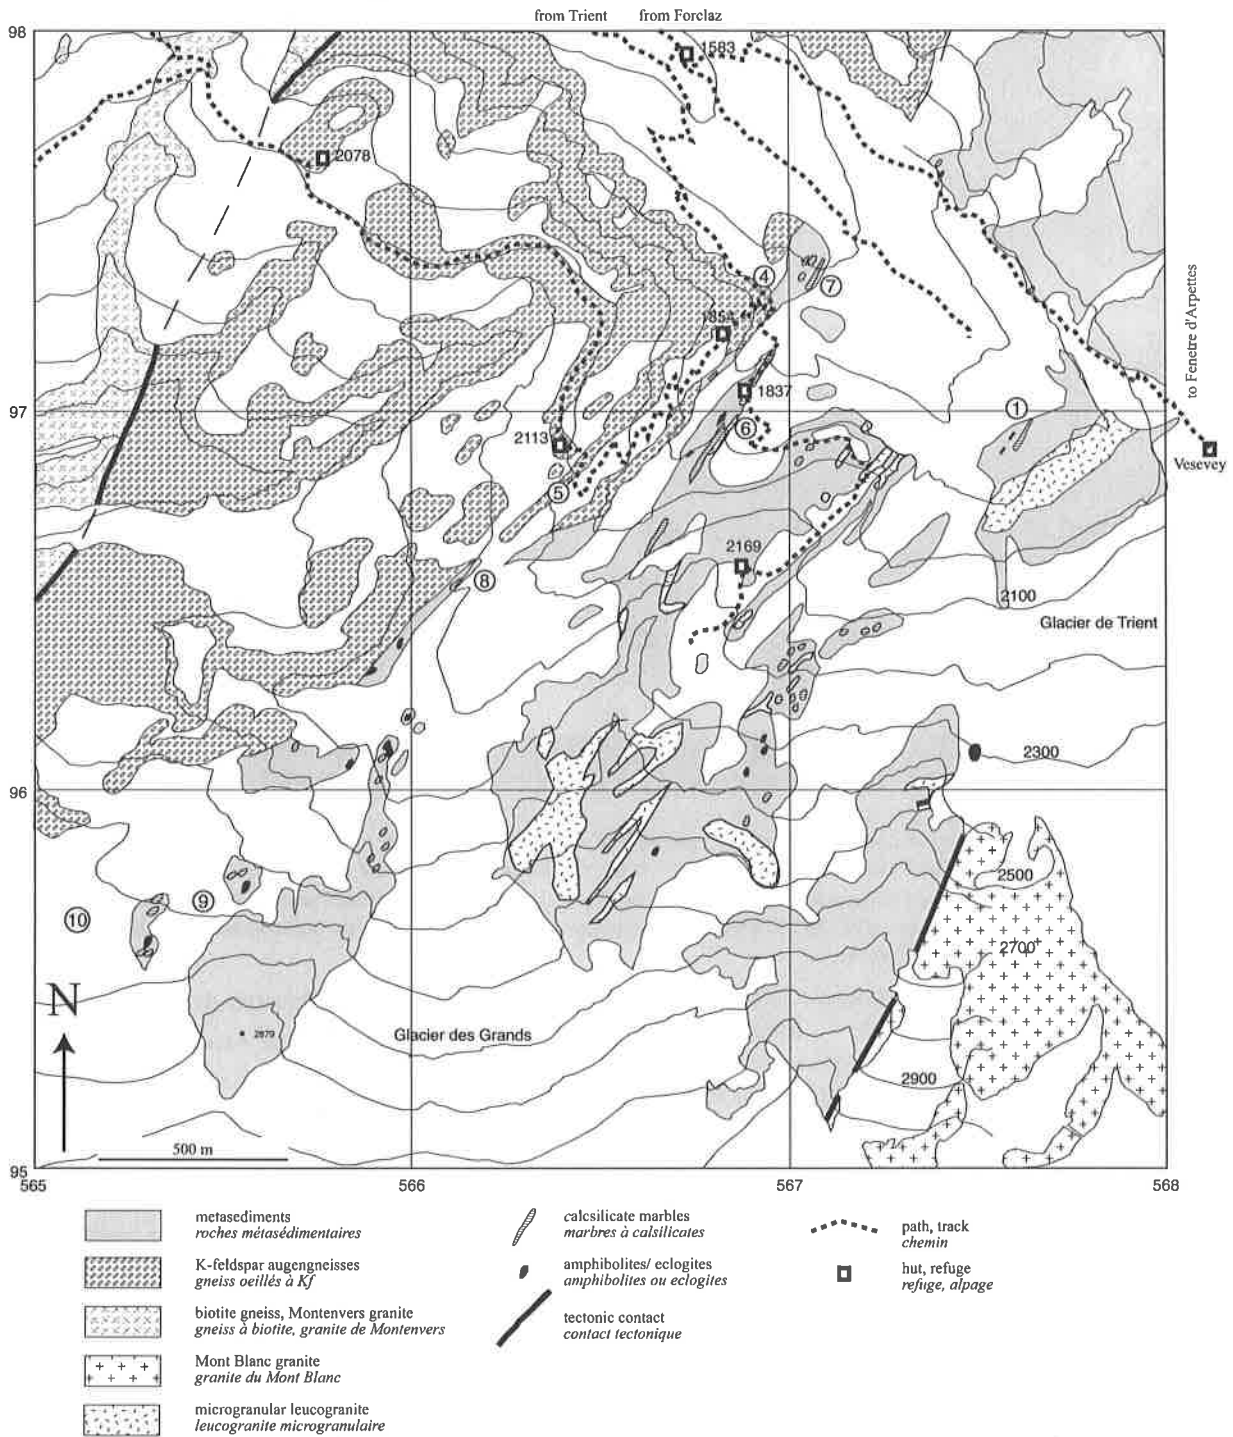 from Trient from Forclaz
98
1583
2078
4
7
1854
to Fenetre d'Arpettes
1837
97
1
6
2113
Vesevey
5
2169
8
2100
Glacier de Trient
2300
96
2500
9
10
2700
N
2679
Glacier des Grands
2900
500 m
95
565 566 567 568
metasediments
roches métasédimentaires
K-feldspar augengneisses
gneiss oeillés à Kf
biotite gneiss, Montenvers granite
gneiss à biotite, granite de Montenvers
Mont Blanc granite
granite du Mont Blanc
microgranular leucogranite
leucogranite microgranulaire
calcsilicate marbles
marbres à calsilicates
amphibolites/ eclogites
amphibolites ou eclogites
tectonic contact
contact tectonique
path, track
chemin
hut, refuge
refuge, alpage